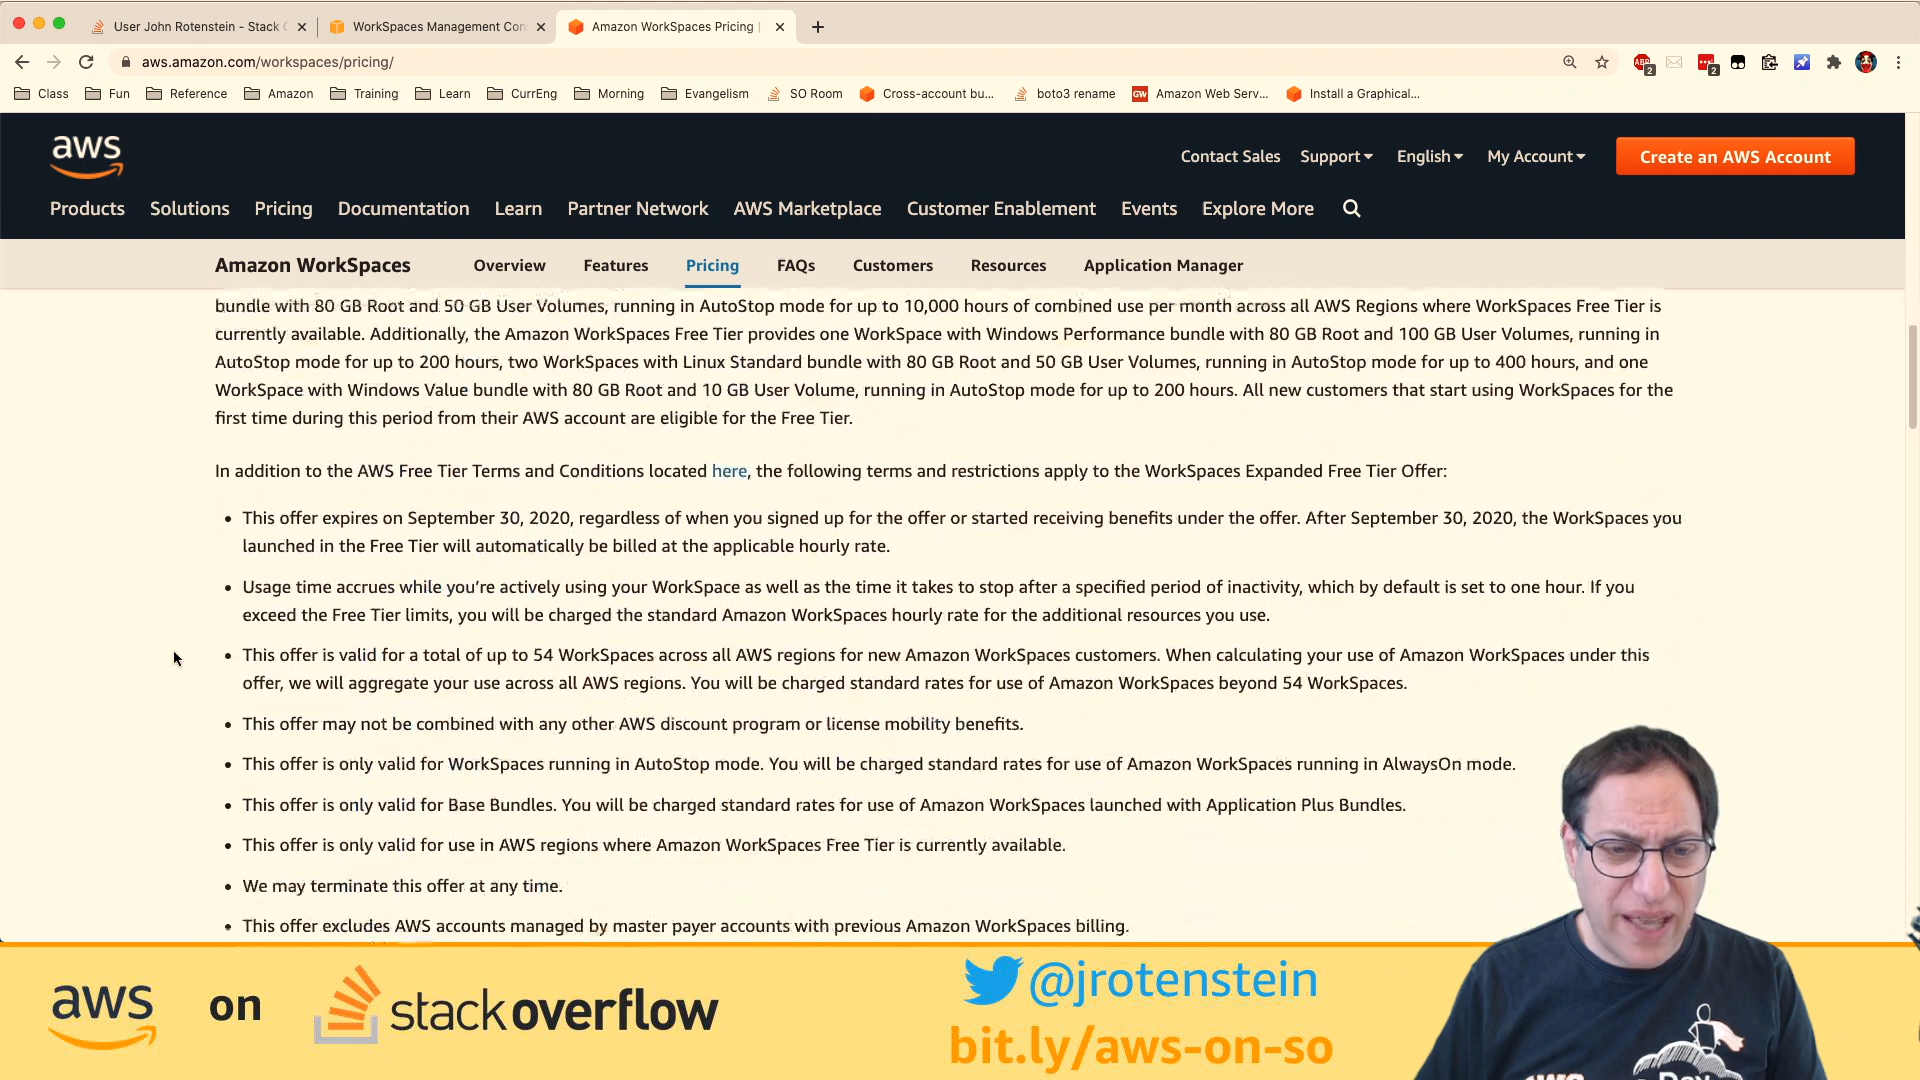 User John Rotenstein - Stack
WorkSpaces Management Con
Amazon WorkSpaces Pricing |
aws.amazon.com/workspaces/pricing/
ABP
2
2
Class
Fun
Reference
Amazon
Training
Learn
CurrEng
Morning
Evangelism
SO Room
Cross-account bu...
boto3 rename
GW
Amazon Web Serv...
Install a Graphical...
aws
Contact Sales
Support
English
My Account
Create an AWS Account
Products
Solutions
Pricing
Documentation
Learn
Partner Network
AWS Marketplace
Customer Enablement
Events
Explore More
Amazon WorkSpaces
Overview
Features
Pricing
FAQs
Customers
Resources
Application Manager
bundle with 80 GB Root and 50 GB User Volumes, running in AutoStop mode for up to 10,000 hours of combined use per month across all AWS Regions where WorkSpaces Free Tier is
currently available. Additionally, the Amazon WorkSpaces Free Tier provides one WorkSpace with Windows Performance bundle with 80 GB Root and 100 GB User Volumes, running in
AutoStop mode for up to 200 hours, two WorkSpaces with Linux Standard bundle with 80 GB Root and 50 GB User Volumes, running in AutoStop mode for up to 400 hours, and one
WorkSpace with Windows Value bundle with 80 GB Root and 10 GB User Volume, running in AutoStop mode for up to 200 hours. All new customers that start using WorkSpaces for the
first time during this period from their AWS account are eligible for the Free Tier.
In addition to the AWS Free Tier Terms and Conditions located here, the following terms and restrictions apply to the WorkSpaces Expanded Free Tier Offer:
• This offer expires on September 30, 2020, regardless of when you signed up for the offer or started receiving benefits under the offer. After September 30, 2020, the WorkSpaces you
launched in the Free Tier will automatically be billed at the applicable hourly rate.
• Usage time accrues while you're actively using your WorkSpace as well as the time it takes to stop after a specified period of inactivity, which by default is set to one hour. If you
exceed the Free Tier limits, you will be charged the standard Amazon WorkSpaces hourly rate for the additional resources you use.
• This offer is valid for a total of up to 54 WorkSpaces across all AWS regions for new Amazon WorkSpaces customers. When calculating your use of Amazon WorkSpaces under this
offer, we will aggregate your use across all AWS regions. You will be charged standard rates for use of Amazon WorkSpaces beyond 54 WorkSpaces.
• This offer may not be combined with any other AWS discount program or license mobility benefits.
• This offer is only valid for WorkSpaces running in AutoStop mode. You will be charged standard rates for use of Amazon WorkSpaces running in AlwaysOn mode.
• This offer is only valid for Base Bundles. You will be charged standard rates for use of Amazon WorkSpaces launched with Application Plus Bundles.
• This offer is only valid for use in AWS regions where Amazon WorkSpaces Free Tier is currently available.
• We may terminate this offer at any time.
• This offer excludes AWS accounts managed by master payer accounts with previous Amazon WorkSpaces billing.
aws on stackoverflow
@jrotenstein
bit.ly/aws-on-so